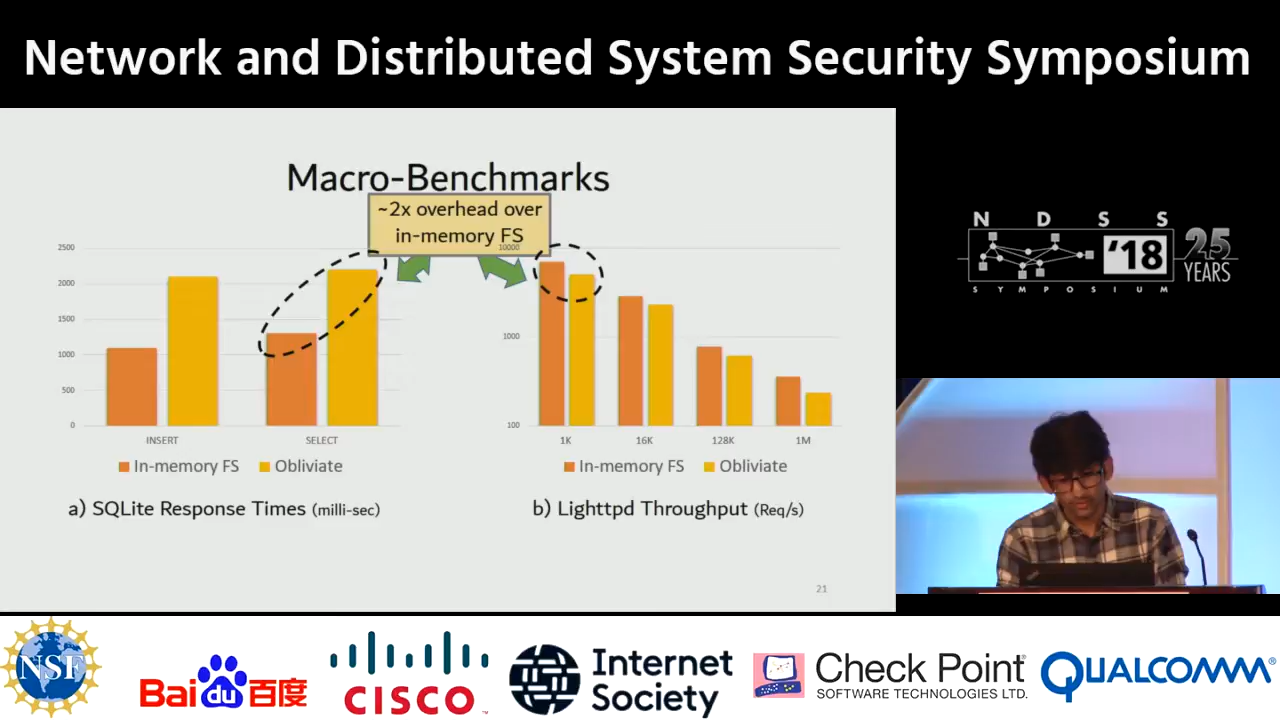 Network and Distributed System Security Symposium
Macro-Benchmarks
~2x overhead over
in-memory FS
2500
2000
1500
1000
500
0
INSERT
SELECT
In-memory FS
Obliviate
a) SQLite Response Times (milli-sec)
10000
1000
100
1K
16K
128K
1M
In-memory FS
Obliviate
b) Lighttpd Throughput (Req/s)
21
N D S S
'18
25
YEARS
S Y M P O S I U M
NSF
Bai du 百度
CISCO
Internet
Society
Check Point
SOFTWARE TECHNOLOGIES LTD.
QUALCOMM®